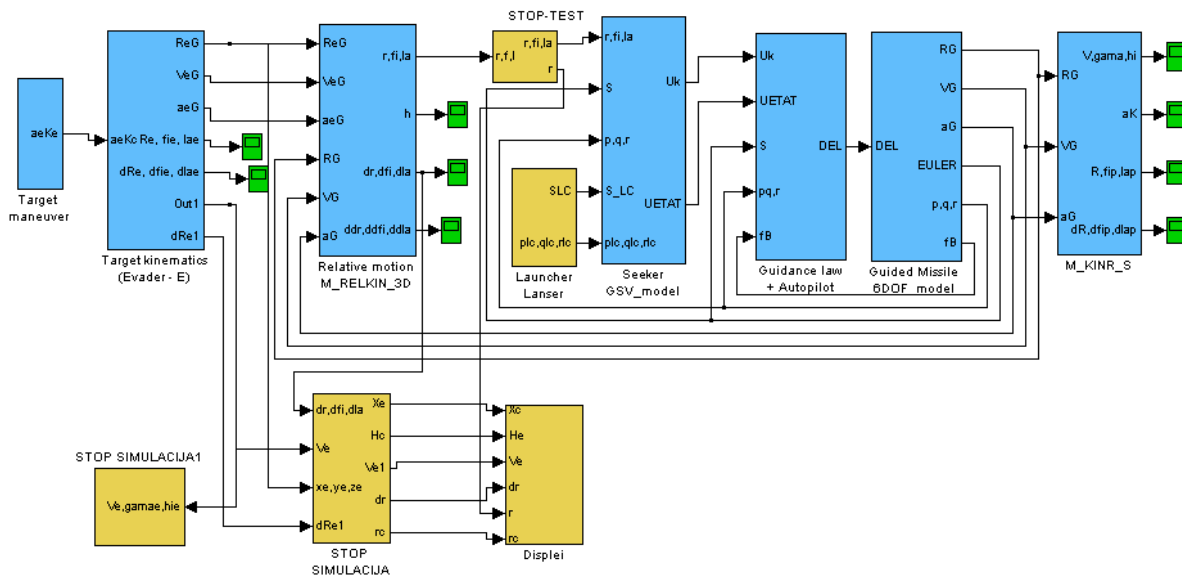 aeKe
Target
maneuver
ReG
VeG
aeG
aeKc Re, fie, lae
dRe, dfie, dlae
Out1
dRe1
Target kinematics
(Evader - E)
ReG
VeG
aeG
RG
VG
aG
r,fi,la
h
dr,dfi,dla
ddr,ddfi,ddla
Relative motion
M_RELKIN_3D
STOP-TEST
r,f,l
r,fi,la
r
SLC
plc,qlc,rlc
Launcher
Lanser
r,fi,la
S
p,q,r
S_LC
plc,qlc,rlc
Uk
UETAT
Seeker
GSV_model
Uk
UETAT
S
pq,r
fB
DEL
Guidance law
+ Autopilot
DEL
RG
VG
aG
EULER
p,q,r
fB
Guided Missile
6DOF_model
RG
VG
aG
V,gama,hi
aK
R,fip,lap
dR,dfip,dlap
M_KINR_S
STOP SIMULACIJA1
Ve,gamae,hie
dr,dfi,dla
Ve
xe,ye,ze
dRe1
Xe
Hc
Ve1
dr
rc
STOP
SIMULACIJA
Xc
He
Ve
dr
r
rc
Displei